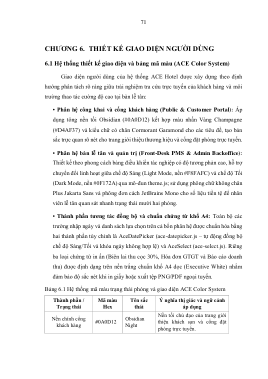 71
CHƯƠNG 6. THIẾT KẾ GIAO DIỆN NGƯỜI DÙNG
6.1 Hệ thống thiết kế giao diện và bảng mã màu (ACE Color System)
Giao diện người dùng của hệ thống ACE Hotel được xây dựng theo định
hướng phân tách rõ ràng giữa trải nghiệm tra cứu trực tuyến của khách hàng và môi
trường thao tác cường độ cao tại bàn lễ tân:
• Phân hệ công khai và cổng khách hàng (Public & Customer Portal): Áp
dụng tông nền tối Obsidian (#0A0D12) kết hợp màu nhấn Vàng Champagne
(#D4AF37) và kiểu chữ có chân Cormorant Garamond cho các tiêu đề, tạo bản
sắc trực quan rõ nét cho trang giới thiệu thương hiệu và cổng đặt phòng trực tuyến.
• Phân hệ bàn lễ tân và quản trị (Front-Desk PMS & Admin Backoffice):
Thiết kế theo phong cách bảng điều khiển tác nghiệp có độ tương phản cao, hỗ trợ
chuyển đổi linh hoạt giữa chế độ Sáng (Light Mode, nền #F8FAFC) và chế độ Tối
(Dark Mode, nền #0F172A) qua mô-đun theme.js; sử dụng phông chữ không chân
Plus Jakarta Sans và phông đơn cách JetBrains Mono cho số liệu tiền tệ để nhân
viên lễ tân quan sát nhanh trạng thái mười hai phòng.
• Thành phần tương đồng bộ và chuẩn chứng từ khổ A4: Toàn bộ các
trường nhập ngày và danh sách lựa chọn trên cả bốn phân hệ được chuẩn hóa bằng
hai thành phần tùy chỉnh là AceDatePicker (ace-datepicker.js – tự động đồng bộ
chế độ Sáng/Tối và khóa ngày không hợp lệ) và AceSelect (ace-select.js). Riêng
ba loại chứng từ in ấn (Biên lai thu cọc 30%, Hóa đơn GTGT và Báo cáo doanh
thu) được định dạng trên nền trắng chuẩn khổ A4 dọc (Executive White) nhằm
đảm bảo độ sắc nét khi in giấy hoặc xuất tệp PNG/PDF ngoại tuyến.
Bảng 6.1 Hệ thống mã màu trạng thái phòng và giao diện ACE Color System
Thành phần / Trạng thái
Mã màu Hex
Tên sắc thái
Ý nghĩa thị giác và ngữ cảnh áp dụng
Nền chính cổng khách hàng
#0A0D12
Obsidian Night
Nền tối chủ đạo của trang giới thiệu khách sạn và cổng đặt phòng trực tuyến.